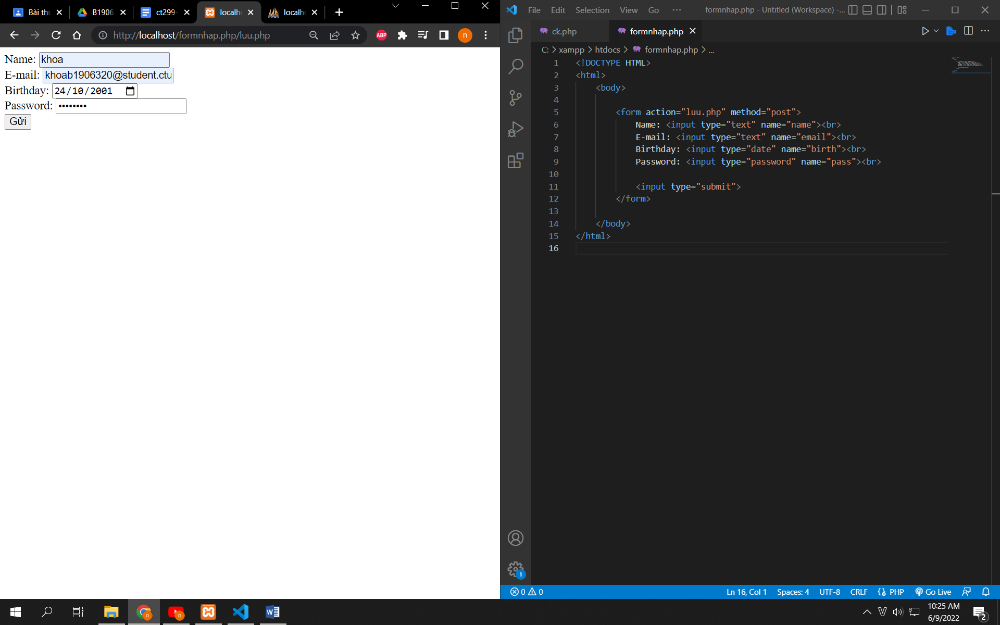 Bài th
B1906
ct299-
localh
localh
http://localhost/formnhap.php/luu.php
ABP
n
Name: khoa
E-mail: khoab1906320@student.ctu
Birthday: 24/10/2001
Password: ••••••••
Gửi
File Edit Selection View Go ··· formnhap.php - Untitled (Workspace) -...
ck.php
formnhap.php
C: > xampp > htdocs > formnhap.php > ...
1 <!DOCTYPE HTML>
2 <html>
3 <body>
4
5 <form action="luu.php" method="post">
6 Name: <input type="text" name="name"><br>
7 E-mail: <input type="text" name="email"><br>
8 Birthday: <input type="date" name="birth"><br>
9 Password: <input type="password" name="pass"><br>
10
11 <input type="submit">
12 </form>
13
14 </body>
15 </html>
16
1
0 0
Ln 16, Col 1 Spaces: 4 UTF-8 CRLF PHP Go Live
n
n
V
10:25 AM
6/9/2022
2